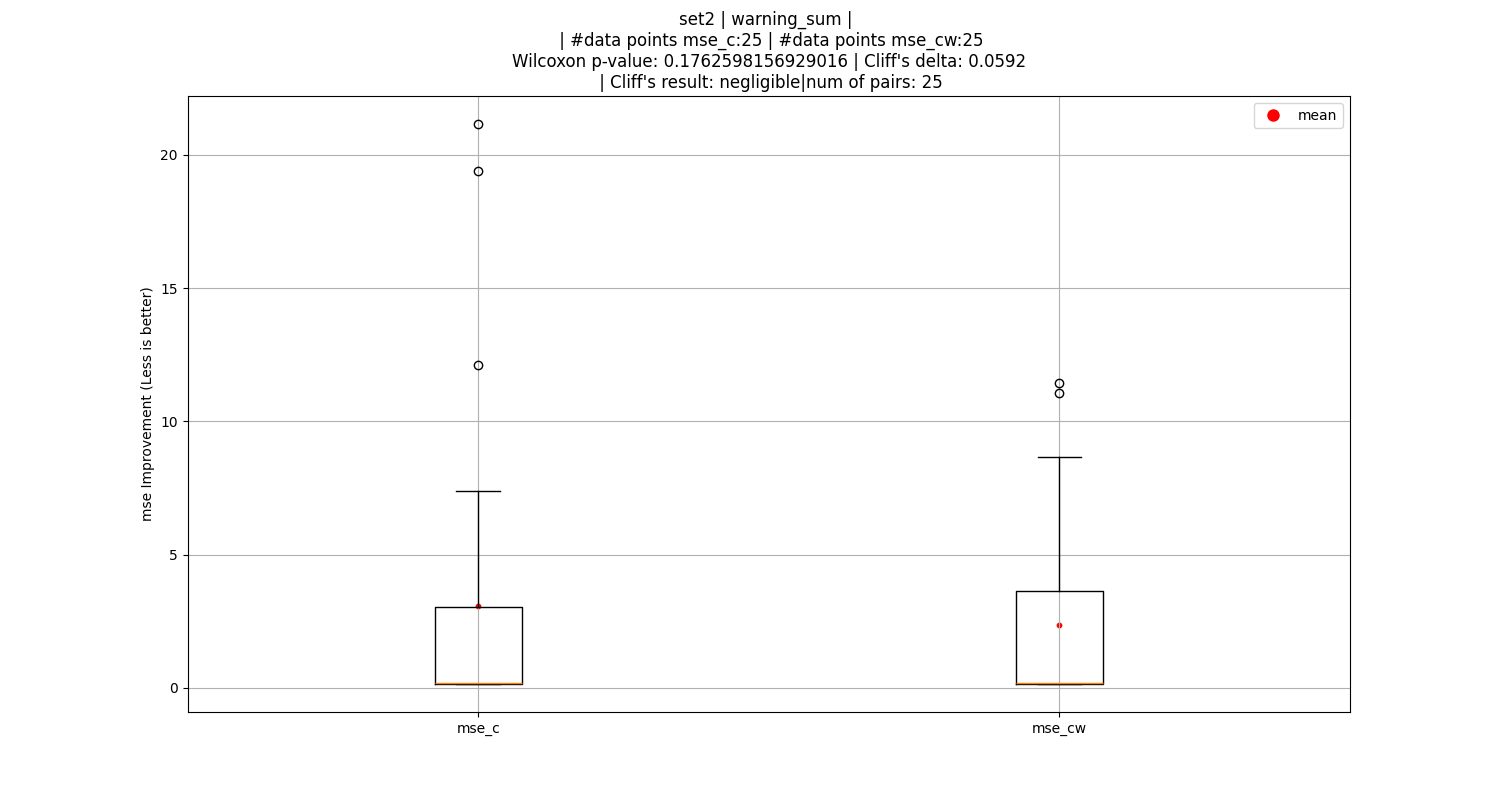 set2 | warning_sum |
| #data points mse_c:25 | #data points mse_cw:25
Wilcoxon p-value: 0.1762598156929016 | Cliff's delta: 0.0592
| Cliff's result: negligible|num of pairs: 25
mean
mse Improvement (Less is better)
20
15
10
5
0
mse_c
mse_cw